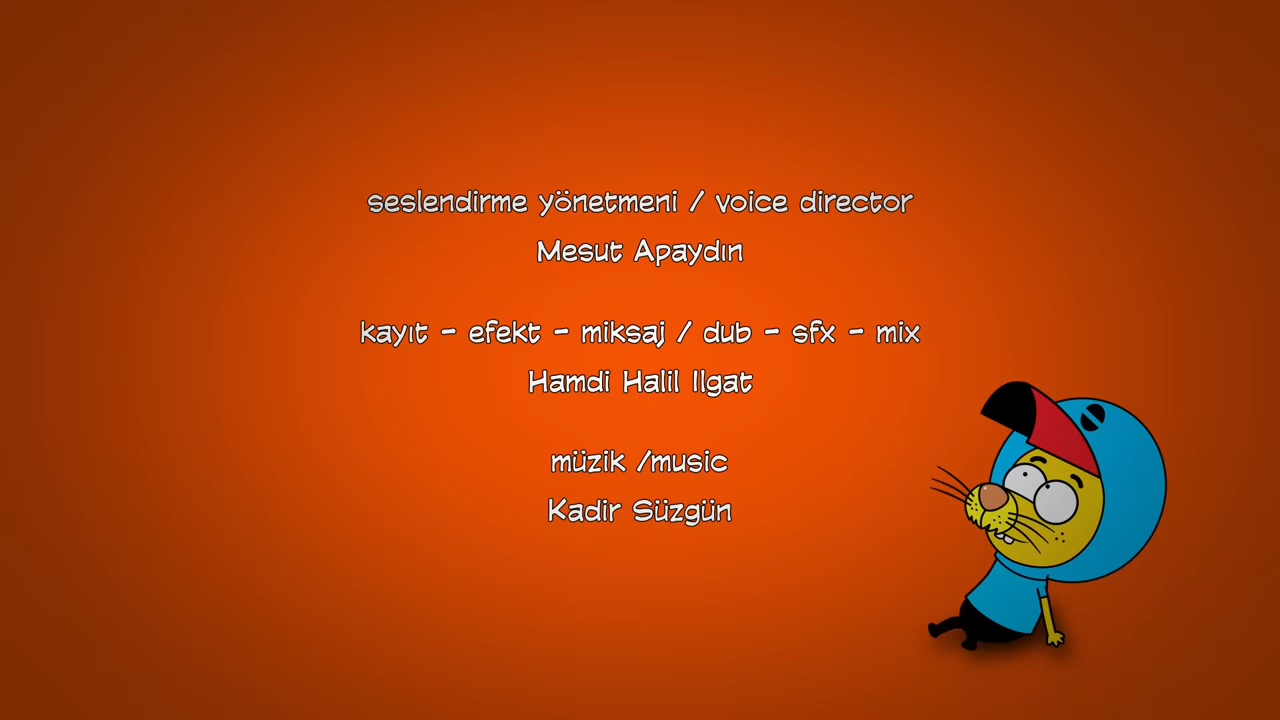 seslendirme yönetmeni / voice director
Mesut Apaydın
kayıt - efekt - miksaj / dub - sfx - mix
Hamdi Halil Ilgat
müzik /music
Kadir Süzgün